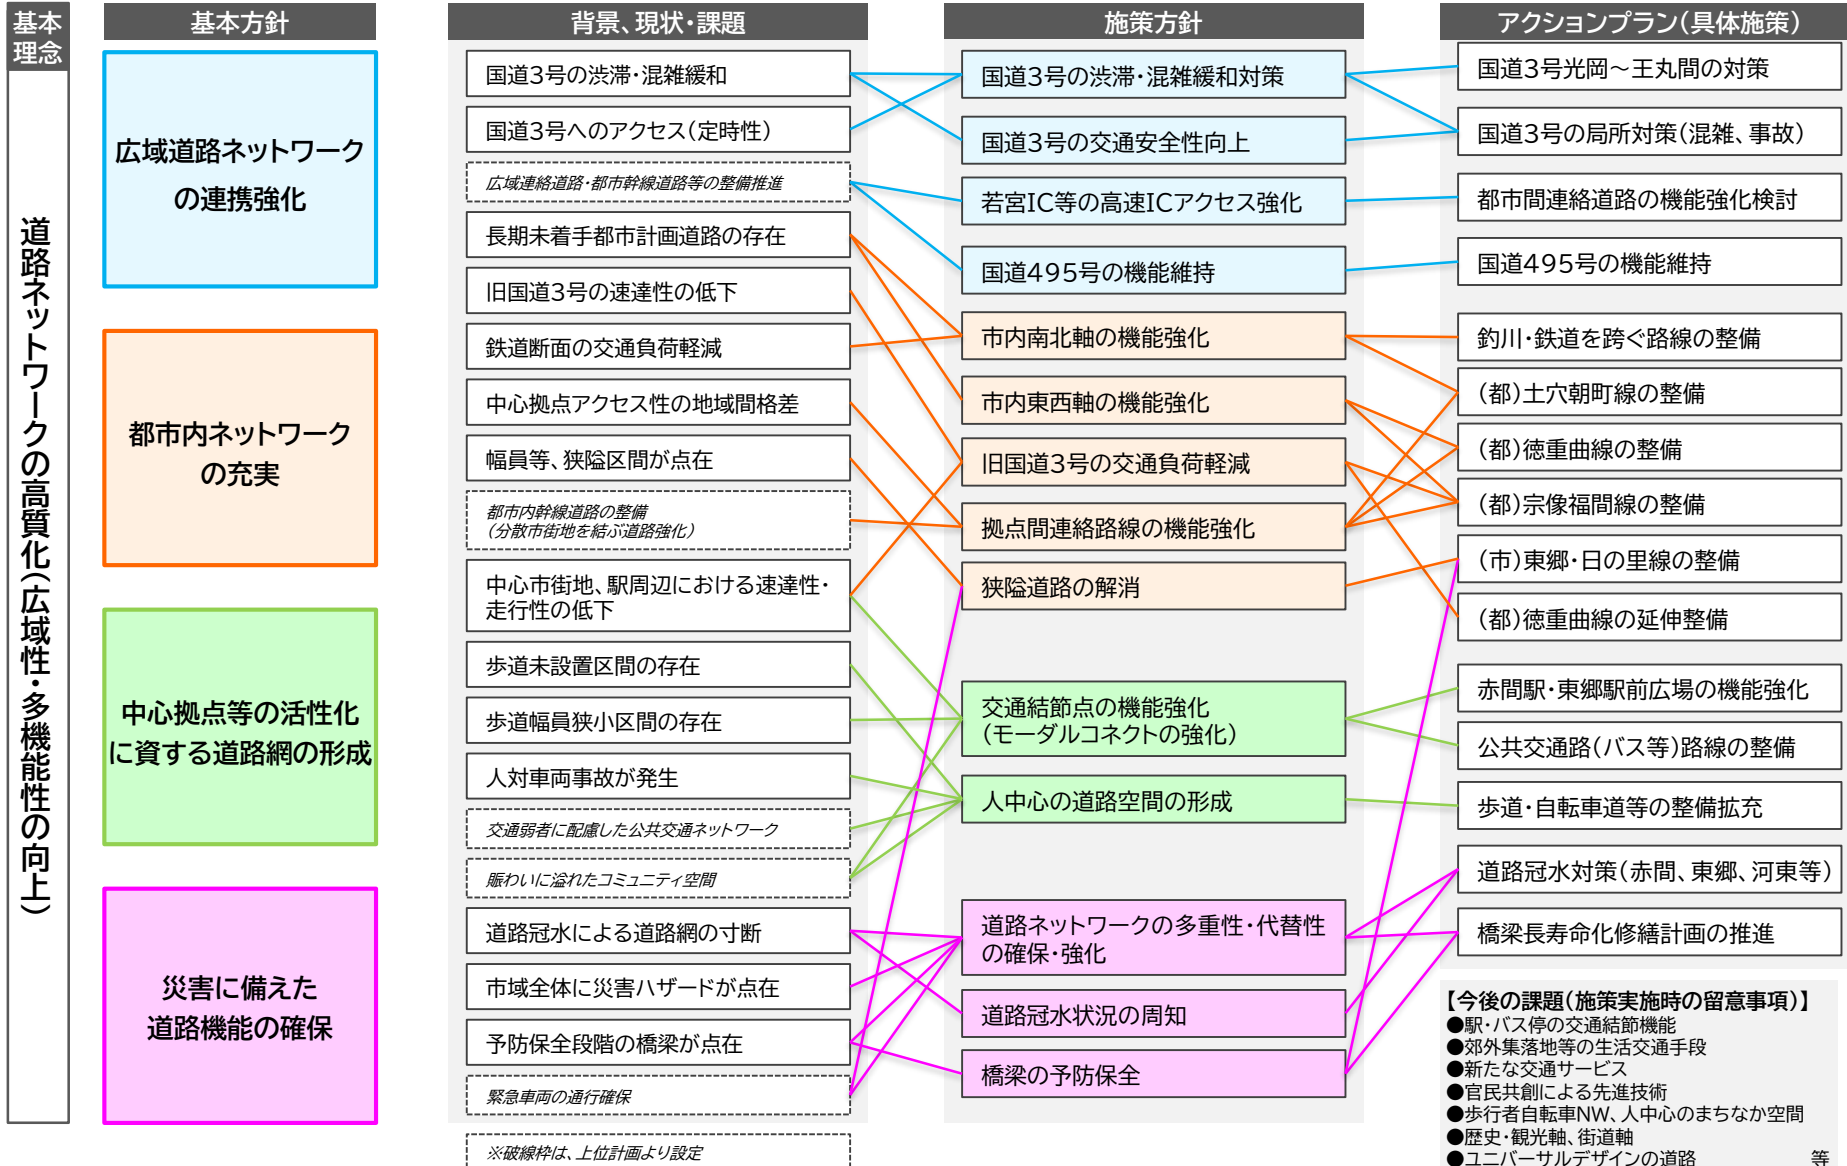 基本
理念
道路ネットワークの高質化(広域性・多機能性の向上)
基本方針
広域道路ネットワーク
の連携強化
都市内ネットワーク
の充実
中心拠点等の活性化
に資する道路網の形成
災害に備えた
道路機能の確保
背景、現状・課題
国道3号の渋滞・混雑緩和
国道3号へのアクセス(定時性)
広域連絡道路・都市幹線道路等の整備推進
長期未着手都市計画道路の存在
旧国道3号の速達性の低下
鉄道断面の交通負荷軽減
中心拠点アクセス性の地域間格差
幅員等、狭隘区間が点在
都市内幹線道路の整備
(分散市街地を結ぶ道路強化)
中心市街地、駅周辺における速達性・
走行性の低下
歩道未設置区間の存在
歩道幅員狭小区間の存在
人対車両事故が発生
交通弱者に配慮した公共交通ネットワーク
賑わいに溢れたコミュニティ空間
道路冠水による道路網の寸断
市域全体に災害ハザードが点在
予防保全段階の橋梁が点在
緊急車両の通行確保
※破線枠は、上位計画より設定
施策方針
国道3号の渋滞・混雑緩和対策
国道3号の交通安全性向上
若宮IC等の高速ICアクセス強化
国道495号の機能維持
市内南北軸の機能強化
市内東西軸の機能強化
旧国道3号の交通負荷軽減
拠点間連絡路線の機能強化
狭隘道路の解消
交通結節点の機能強化
(モーダルコネクトの強化)
人中心の道路空間の形成
道路ネットワークの多重性・代替性
の確保・強化
道路冠水状況の周知
橋梁の予防保全
アクションプラン(具体施策)
国道3号光岡～王丸間の対策
国道3号の局所対策(混雑、事故)
都市間連絡道路の機能強化検討
国道495号の機能維持
釣川・鉄道を跨ぐ路線の整備
(都)土穴朝町線の整備
(都)徳重曲線の整備
(都)宗像福間線の整備
(市)東郷・日の里線の整備
(都)徳重曲線の延伸整備
赤間駅・東郷駅前広場の機能強化
公共交通路(バス等)路線の整備
歩道・自転車道等の整備拡充
道路冠水対策(赤間、東郷、河東等)
橋梁長寿命化修繕計画の推進
【今後の課題(施策実施時の留意事項)】
●駅・バス停の交通結節機能
●郊外集落地等の生活交通手段
●新たな交通サービス
●官民共創による先進技術
●歩行者自転車NW、人中心のまちなか空間
●歴史・観光軸、街道軸
●ユニバーサルデザインの道路　等